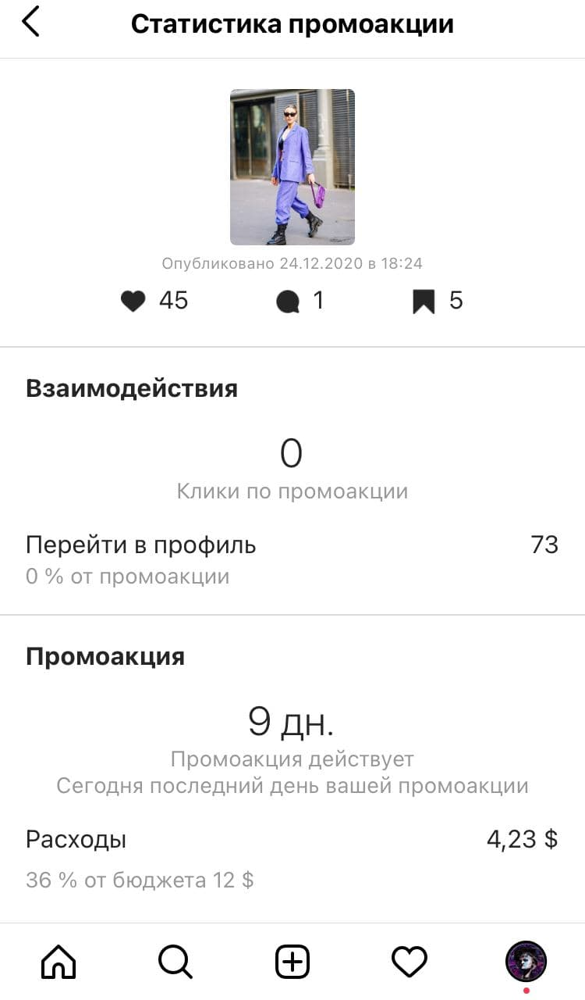 Статистика промоакции
Опубликовано 24.12.2020 в 18:24
45 1 5
Взаимодействия
0
Клики по промоакции
Перейти в профиль 73
0 % от промоакции
Промоакция
9 дн.
Промоакция действует
Сегодня последний день вашей промоакции
Расходы 4,23 $
36 % от бюджета 12 $